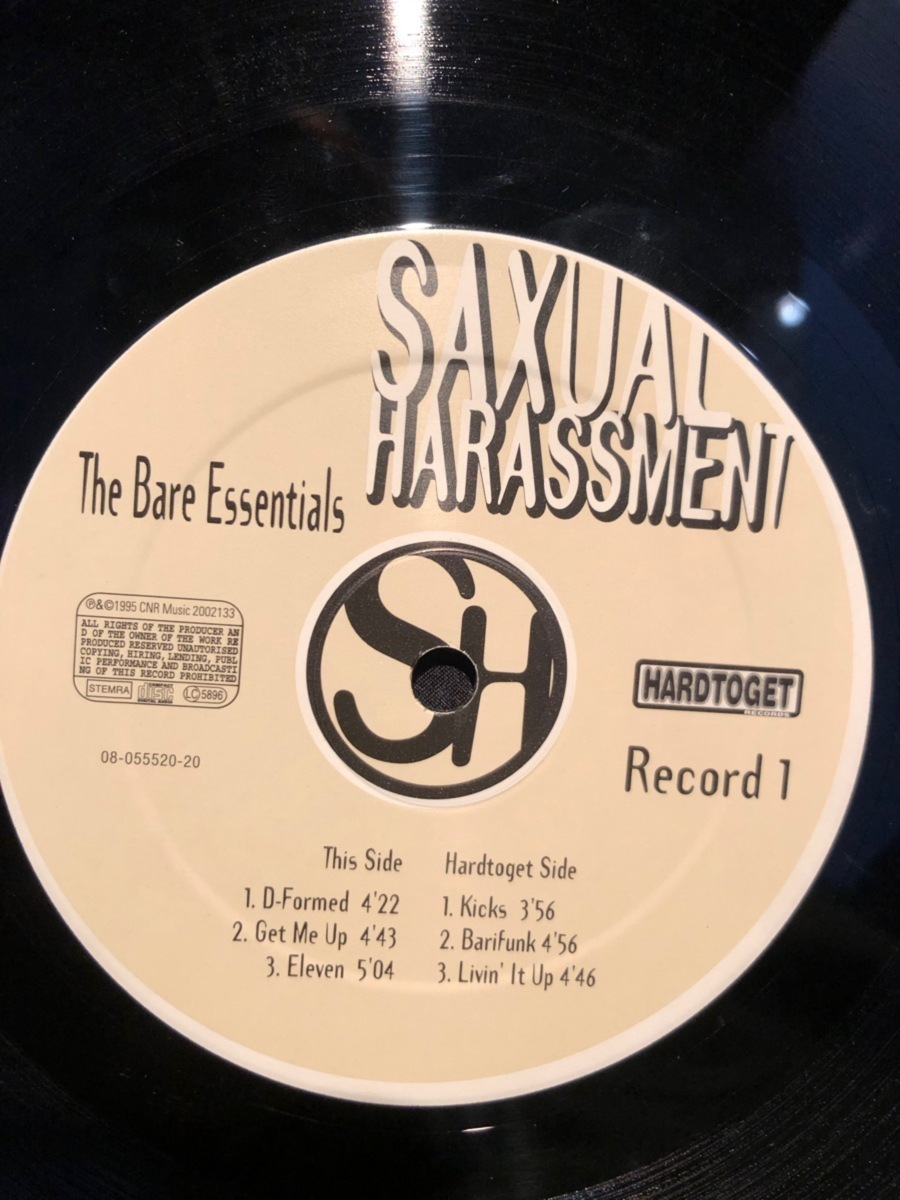 SAXUAL
HARASSMENT
The Bare Essentials
℗&©1995 CNR Music 2002133
ALL RIGHTS OF THE PRODUCER AN
D OF THE OWNER OF THE WORK RE
PRODUCED RESERVED UNAUTORISED
COPYING, HIRING, LENDING, PUBL
IC PERFORMANCE AND BROADCASTI
NG OF THIS RECORD PROHIBITED
STEMRA COMPACT disc DIGITAL AUDIO LC 5896
08-055520-20
SH
HARDTOGET
RECORDS
Record 1
This Side
1. D-Formed 4'22
2. Get Me Up 4'43
3. Eleven 5'04
Hardtoget Side
1. Kicks 3'56
2. Barifunk 4'56
3. Livin' It Up 4'46